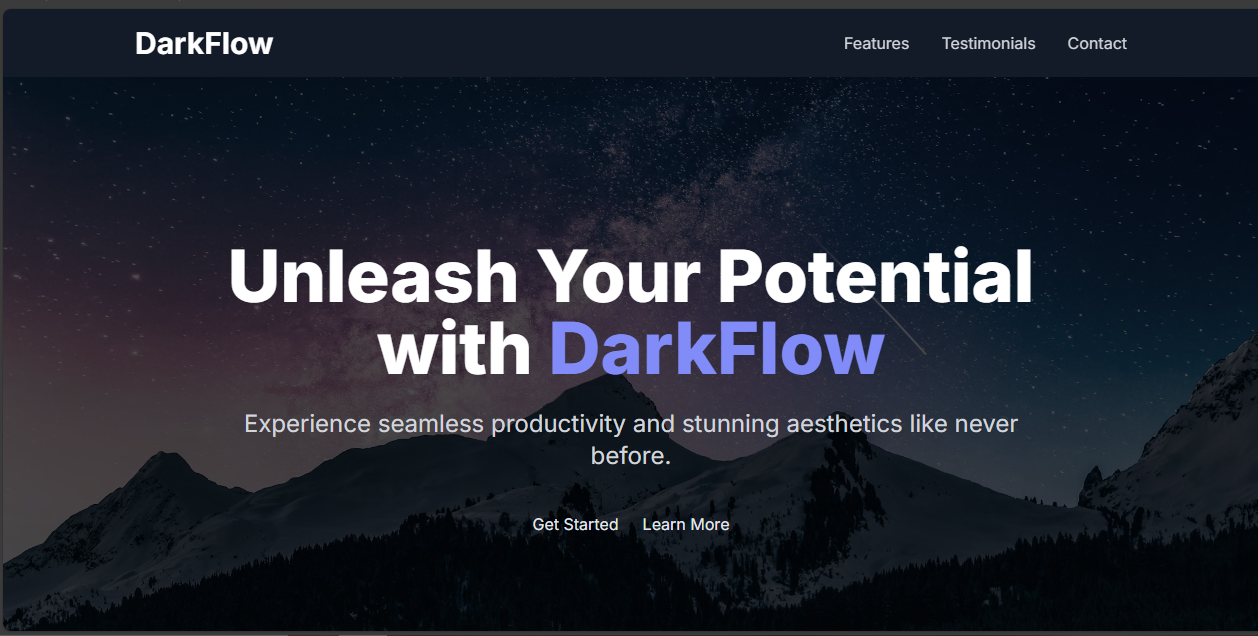 DarkFlow
Features
Testimonials
Contact
Unleash Your Potential
with DarkFlow
Experience seamless productivity and stunning aesthetics like never
before.
Get Started
Learn More